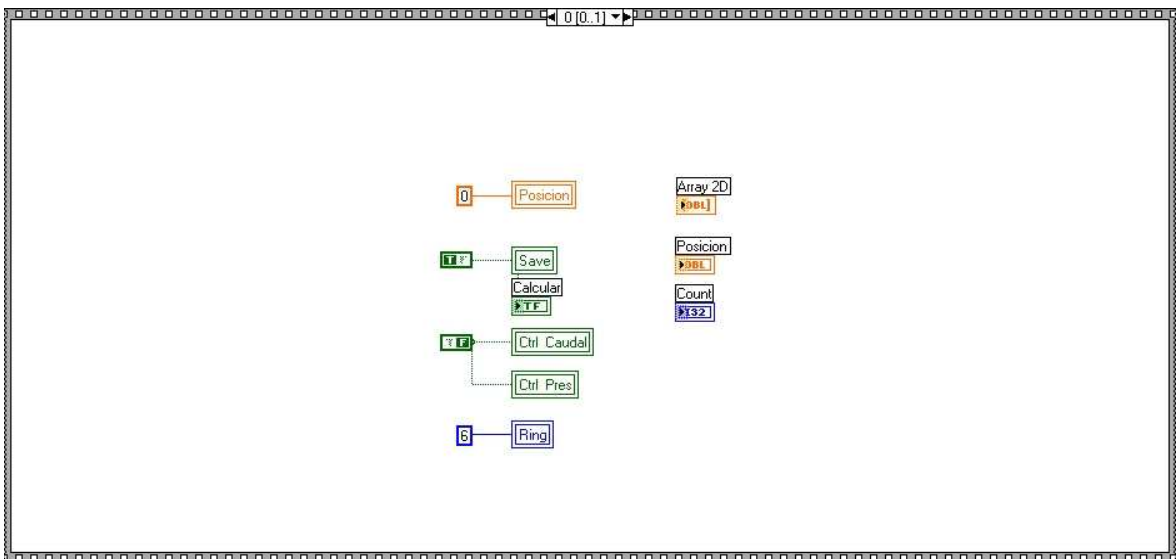 0 [0..1]
0
Posicion
Array 2D
DBL]
Posicion
DBL
T
Save
Calcular
TF
Count
I32
F
Ctrl Caudal
Ctrl Pres
6
Ring